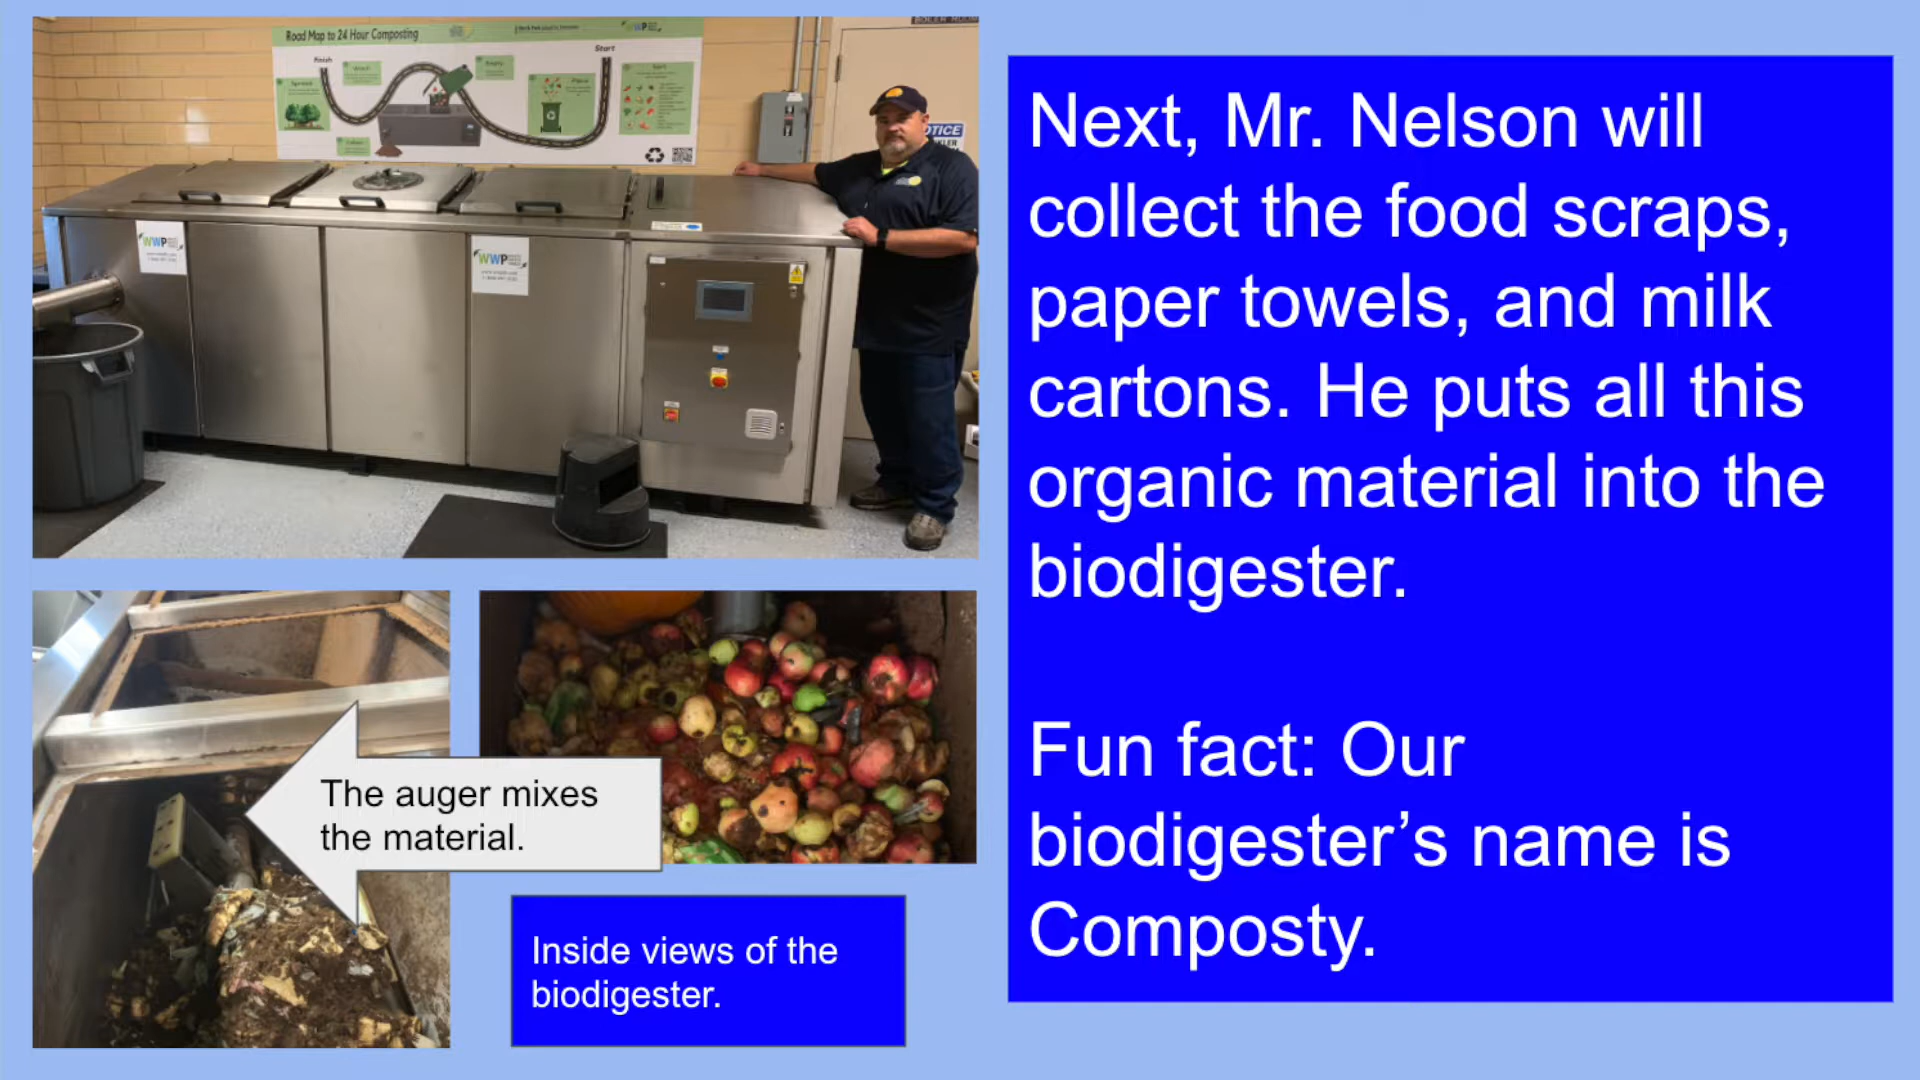 Road Map to 24 Hour Composting
Finish
Start
NOTICE
WWP
WWP
Next, Mr. Nelson will
collect the food scraps,
paper towels, and milk
cartons. He puts all this
organic material into the
biodigester.
Fun fact: Our
biodigester’s name is
Composty.
The auger mixes
the material.
Inside views of the
biodigester.